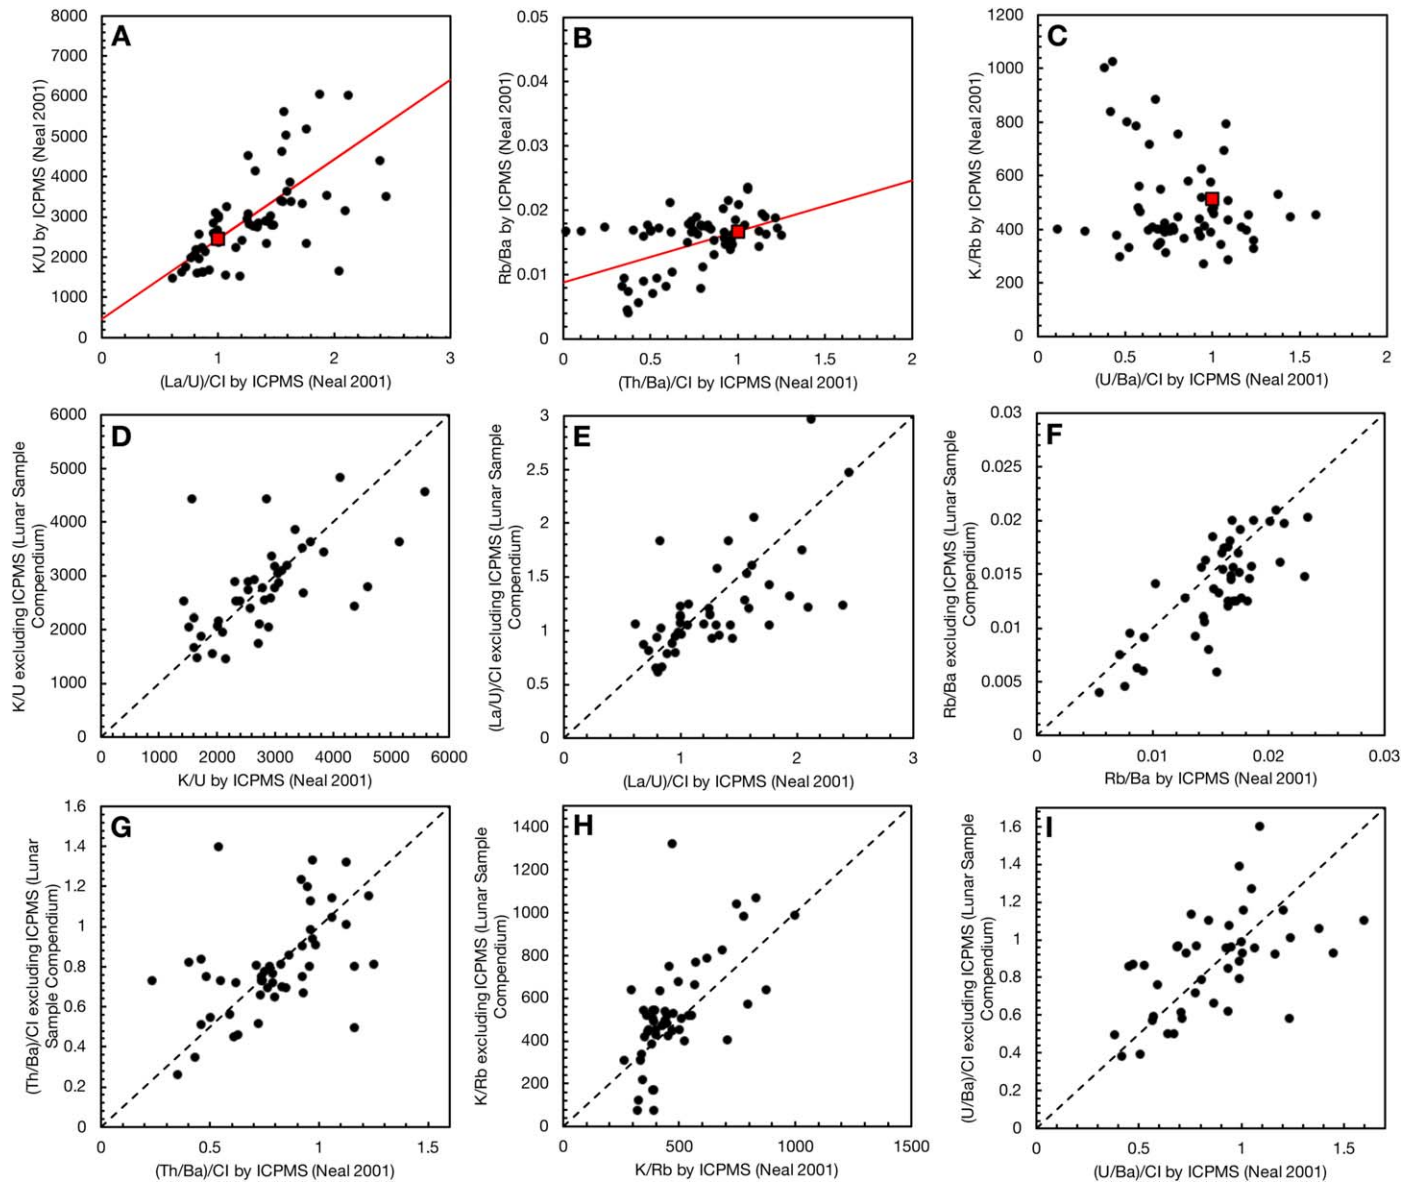 A
8000
7000
6000
5000
4000
3000
2000
1000
0
K/U by ICPMS (Neal 2001)
0 1 2 3
(La/U)/CI by ICPMS (Neal 2001)
B
0.05
0.04
0.03
0.02
0.01
0
Rb/Ba by ICPMS (Neal 2001)
0 0.5 1 1.5 2
(Th/Ba)/CI by ICPMS (Neal 2001)
C
1200
1000
800
600
400
200
0
K./Rb by ICPMS (Neal 2001)
0 0.5 1 1.5 2
(U/Ba)/CI by ICPMS (Neal 2001)
D
6000
5000
4000
3000
2000
1000
0
K/U excluding ICPMS (Lunar Sample
Compendium)
0 1000 2000 3000 4000 5000 6000
K/U by ICPMS (Neal 2001)
E
3
2.5
2
1.5
1
0.5
0
(La/U)/CI excluding ICPMS (Lunar Sample
Compendium)
0 1 2 3
(La/U)/CI by ICPMS (Neal 2001)
F
0.03
0.025
0.02
0.015
0.01
0.005
0
Rb/Ba excluding ICPMS (Lunar Sample
Compendium)
0 0.01 0.02 0.03
Rb/Ba by ICPMS (Neal 2001)
G
1.6
1.4
1.2
1
0.8
0.6
0.4
0.2
0
(Th/Ba)/CI excluding ICPMS (Lunar
Sample Compendium)
0 0.5 1 1.5
(Th/Ba)/CI by ICPMS (Neal 2001)
H
1400
1200
1000
800
600
400
200
0
K/Rb excluding ICPMS (Lunar Sample
Compendium)
0 500 1000 1500
K/Rb by ICPMS (Neal 2001)
I
1.6
1.4
1.2
1
0.8
0.6
0.4
0.2
0
(U/Ba)/CI excluding ICPMS (Lunar Sample
Compendium)
0 0.5 1 1.5
(U/Ba)/CI by ICPMS (Neal 2001)